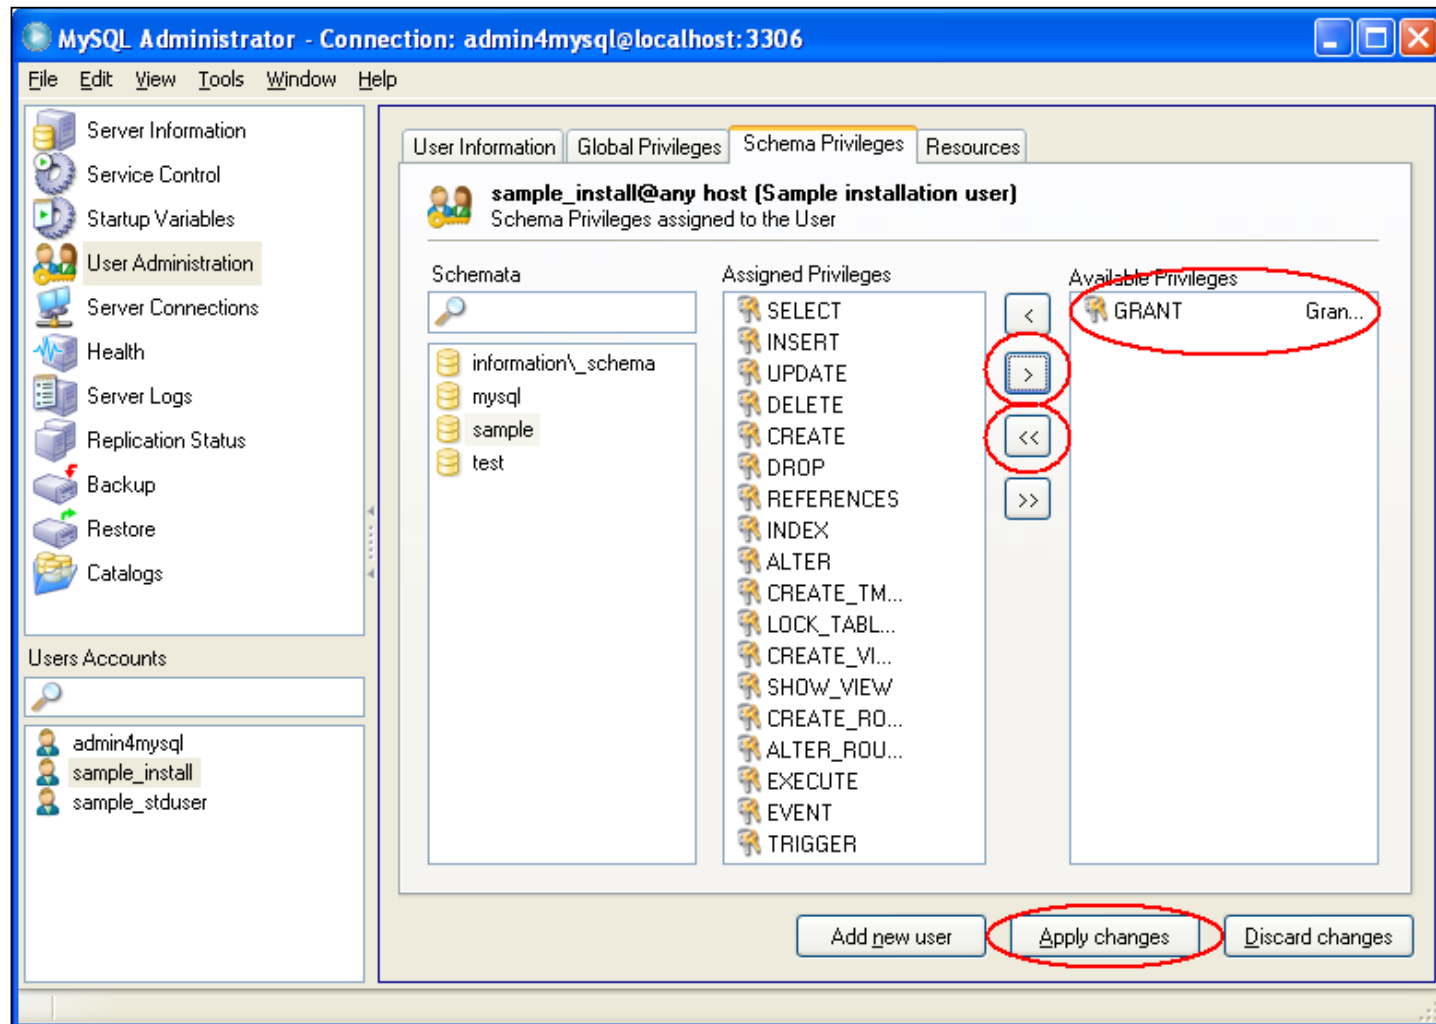 MySQL Administrator - Connection: admin4mysql@localhost:3306
File Edit View Tools Window Help
Server Information
Service Control
Startup Variables
User Administration
Server Connections
Health
Server Logs
Replication Status
Backup
Restore
Catalogs
Users Accounts
admin4mysql
sample_install
sample_stduser
User Information Global Privileges Schema Privileges Resources
sample_install@any host (Sample installation user)
Schema Privileges assigned to the User
Schemata
information\_schema
mysql
sample
test
Assigned Privileges
SELECT
INSERT
UPDATE
DELETE
CREATE
DROP
REFERENCES
INDEX
ALTER
CREATE_TM...
LOCK_TABL...
CREATE_VI...
SHOW_VIEW
CREATE_RO...
ALTER_ROU...
EXECUTE
EVENT
TRIGGER
<
>
<<
>>
Available Privileges
GRANT Gran...
Add new user Apply changes Discard changes